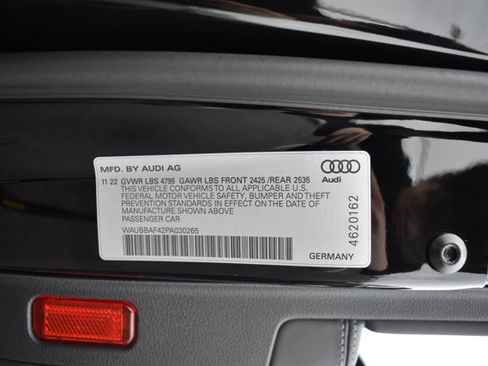 MFD. BY AUDI AG
11 22 GVWR LBS 4795 GAWR LBS FRONT 2425 /REAR 2535
THIS VEHICLE CONFORMS TO ALL APPLICABLE U.S.
FEDERAL MOTOR VEHICLE SAFETY, BUMPER, AND THEFT
PREVENTION STANDARDS IN EFFECT ON THE DATE OF
MANUFACTURE SHOWN ABOVE
PASSENGER CAR
WAUBBAF42PA030265
Audi
4620162
GERMANY